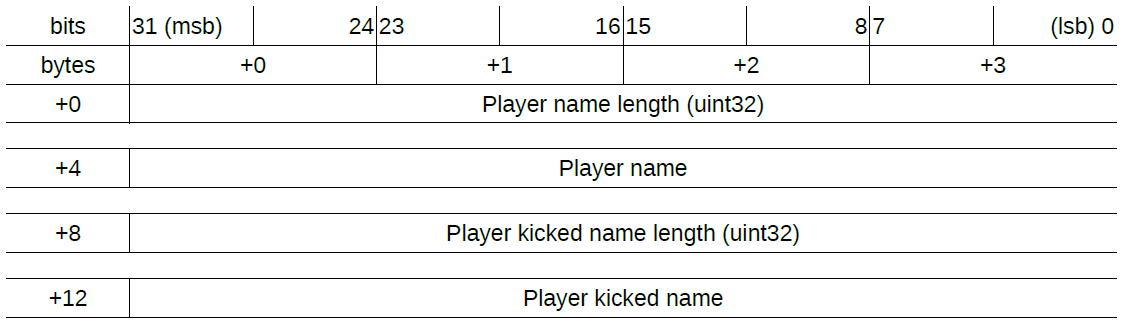 bits 31 (msb) 24 23 16 15 8 7 (lsb) 0
bytes +0 +1 +2 +3
+0 Player name length (uint32)
+4 Player name
+8 Player kicked name length (uint32)
+12 Player kicked name